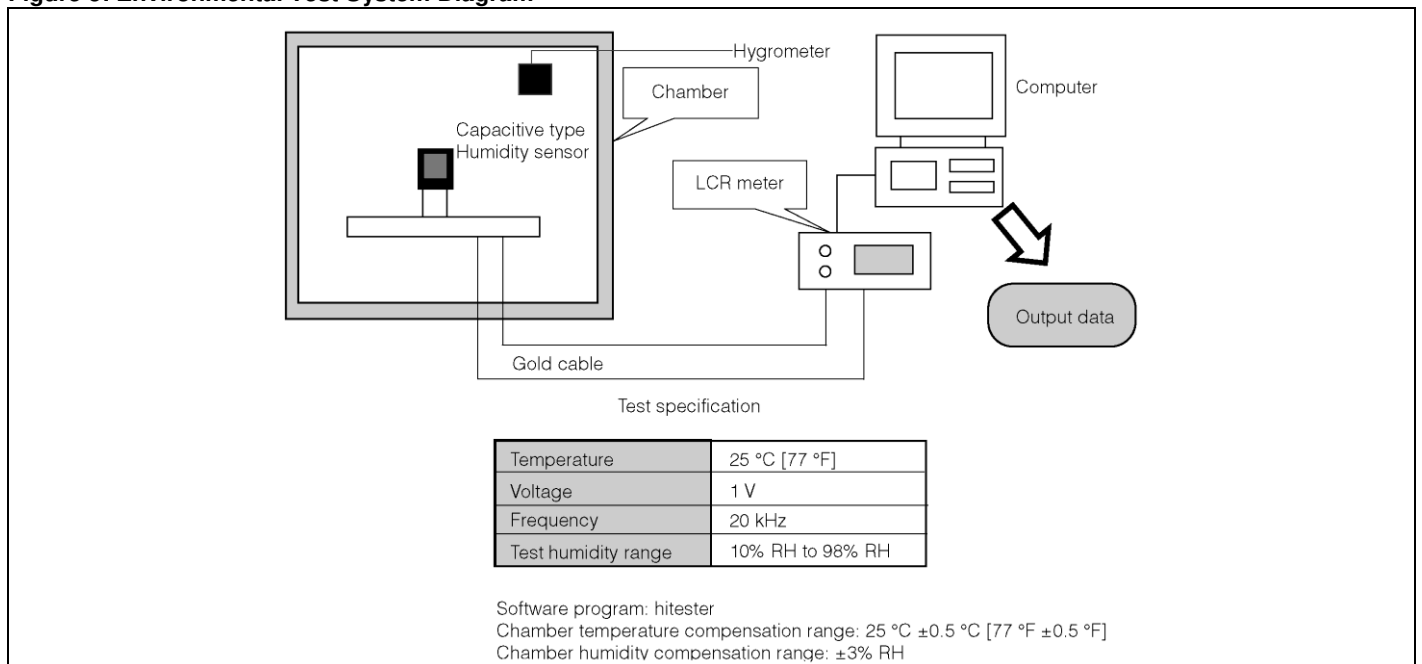 Hygrometer
Chamber
Computer
Capacitive type
Humidity sensor
LCR meter
Output data
Gold cable
Test specification
Temperature 25 °C [77 °F]
Voltage 1 V
Frequency 20 kHz
Test humidity range 10% RH to 98% RH
Software program: hitester
Chamber temperature compensation range: 25 °C ±0.5 °C [77 °F ±0.5 °F]
Chamber humidity compensation range: ±3% RH